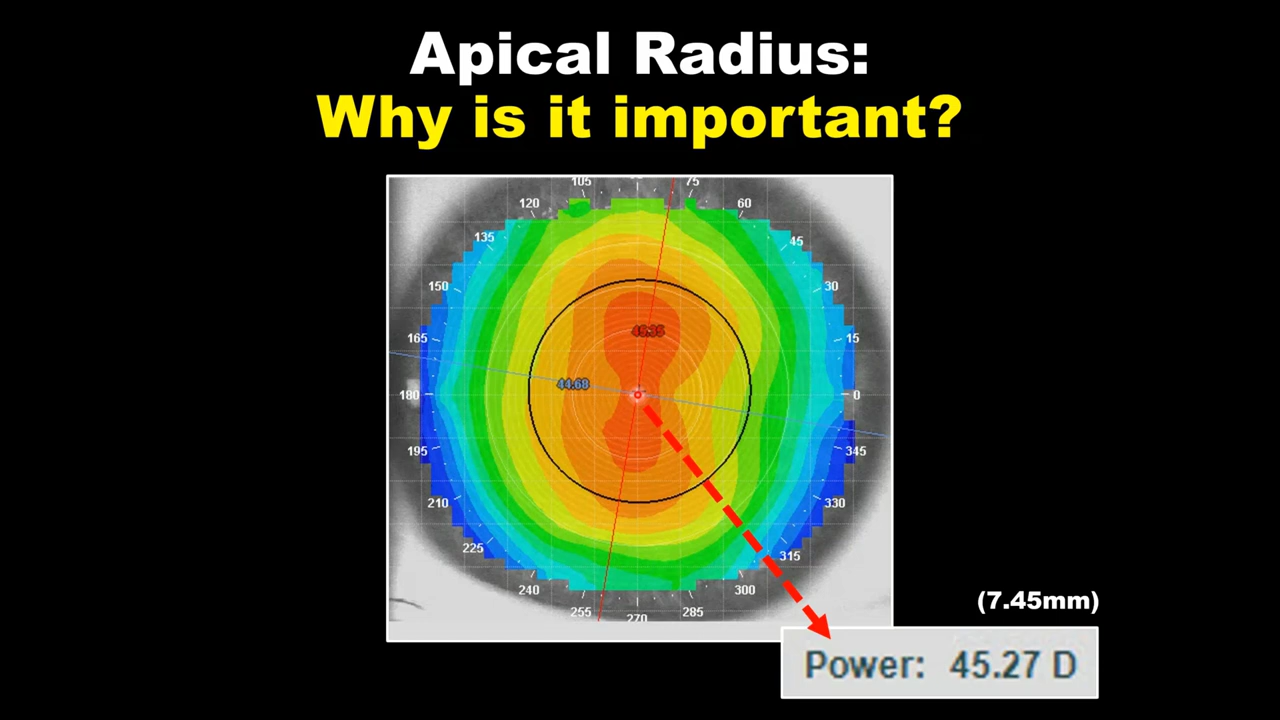 Apical Radius:
Why is it important?
105 75
120 60
135 45
150 30
165 15
180 0
195 345
210 330
225 315
240 300
255 270 285
44.68
(7.45mm)
Power: 45.27 D